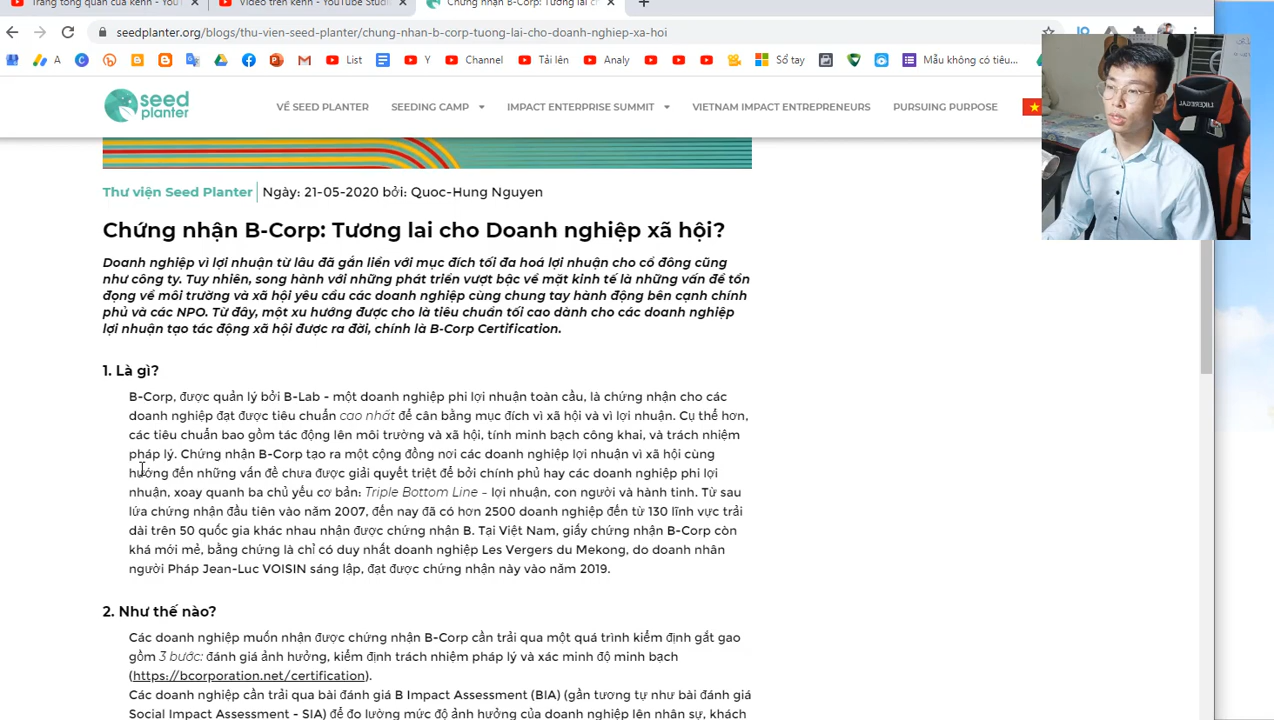 Trang tổng quan của kênh - YouT
Video trên kênh - YouTube Studi
Chứng nhận B-Corp: Tương lai ch
seedplanter.org/blogs/thu-vien-seed-planter/chung-nhan-b-corp-tuong-lai-cho-doanh-nghiep-xa-hoi
A
List
Y
Channel
Tải lên
Analy
Sổ tay
Mẫu không có tiêu...
seed
planter
VỀ SEED PLANTER
SEEDING CAMP
IMPACT ENTERPRISE SUMMIT
VIETNAM IMPACT ENTREPRENEURS
PURSUING PURPOSE
Thư viện Seed Planter Ngày: 21-05-2020 bởi: Quoc-Hung Nguyen
Chứng nhận B-Corp: Tương lai cho Doanh nghiệp xã hội?
Doanh nghiệp vì lợi nhuận từ lâu đã gắn liền với mục đích tối đa hoá lợi nhuận cho cổ đông cũng
như công ty. Tuy nhiên, song hành với những phát triển vượt bậc về mặt kinh tế là những vấn đề tồn
đọng về môi trường và xã hội yêu cầu các doanh nghiệp cùng chung tay hành động bên cạnh chính
phủ và các NPO. Từ đây, một xu hướng được cho là tiêu chuẩn tối cao dành cho các doanh nghiệp
lợi nhuận tạo tác động xã hội được ra đời, chính là B-Corp Certification.
1. Là gì?
B-Corp, được quản lý bởi B-Lab - một doanh nghiệp phi lợi nhuận toàn cầu, là chứng nhận cho các
doanh nghiệp đạt được tiêu chuẩn cao nhất để cân bằng mục đích vì xã hội và vì lợi nhuận. Cụ thể hơn,
các tiêu chuẩn bao gồm tác động lên môi trường và xã hội, tính minh bạch công khai, và trách nhiệm
pháp lý. Chứng nhận B-Corp tạo ra một cộng đồng nơi các doanh nghiệp lợi nhuận vì xã hội cùng
hướng đến những vấn đề chưa được giải quyết triệt để bởi chính phủ hay các doanh nghiệp phi lợi
nhuận, xoay quanh ba chủ yếu cơ bản: Triple Bottom Line - lợi nhuận, con người và hành tinh. Từ sau
lứa chứng nhận đầu tiên vào năm 2007, đến nay đã có hơn 2500 doanh nghiệp đến từ 130 lĩnh vực trải
dài trên 50 quốc gia khác nhau nhận được chứng nhận B. Tại Việt Nam, giấy chứng nhận B-Corp còn
khá mới mẻ, bằng chứng là chỉ có duy nhất doanh nghiệp Les Vergers du Mekong, do doanh nhân
người Pháp Jean-Luc VOISIN sáng lập, đạt được chứng nhận này vào năm 2019.
2. Như thế nào?
Các doanh nghiệp muốn nhận được chứng nhận B-Corp cần trải qua một quá trình kiểm định gắt gao
gồm 3 bước: đánh giá ảnh hưởng, kiểm định trách nhiệm pháp lý và xác minh độ minh bạch
(https://bcorporation.net/certification).
Các doanh nghiệp cần trải qua bài đánh giá B Impact Assessment (BIA) (gần tương tự như bài đánh giá
Social Impact Assessment - SIA) để đo lường mức độ ảnh hưởng của doanh nghiệp lên nhân sự, khách